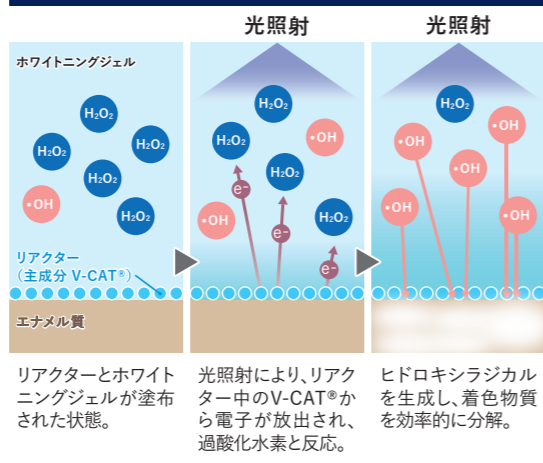 光照射
光照射
ホワイトニングジェル
H₂O₂
H₂O₂
H₂O₂
H₂O₂
H₂O₂
•OH
リアクター
（主成分 V-CAT®）
エナメル質
H₂O₂
H₂O₂
•OH
H₂O₂
e-
•OH
e-
H₂O₂
e-
H₂O₂
•OH
•OH
•OH
•OH
•OH
リアクターとホワイト
ニングジェルが塗布
された状態。
光照射により、リアク
ター中のV-CAT®か
ら電子が放出され、
過酸化水素と反応。
ヒドロキシラジカル
を生成し、着色物質
を効率的に分解。